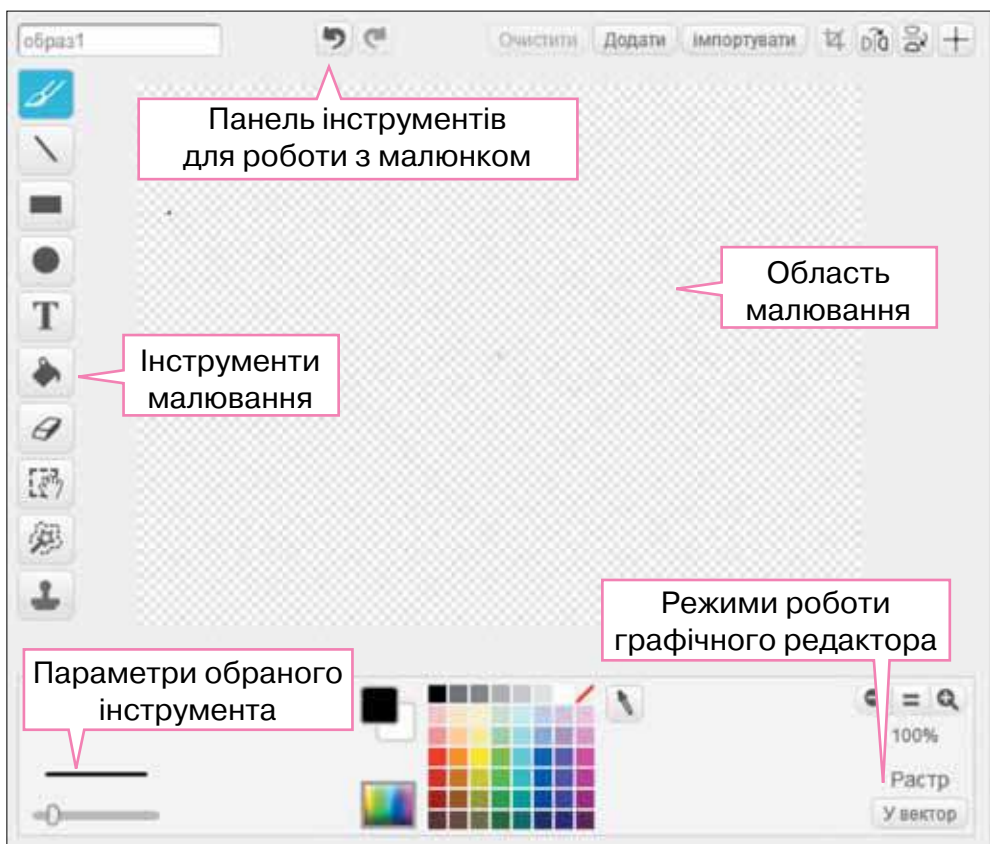 образ1
Очистити Додати Імпортувати
Панель інструментів
для роботи з малюнком
Область
малювання
T
Інструменти
малювання
Режими роботи
графічного редактора
Параметри обраного
інструмента
100%
Растр
У вектор